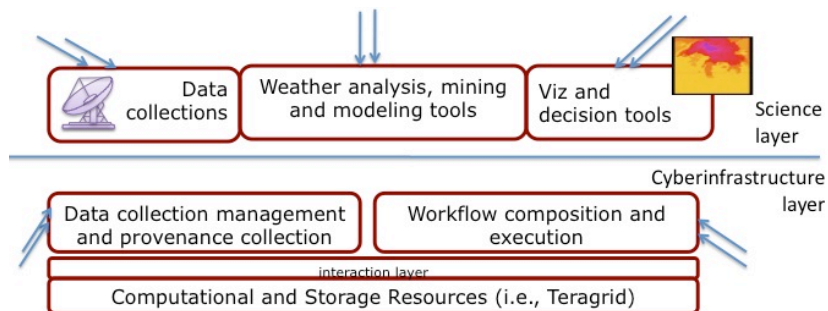 Data
collections
Weather analysis, mining
and modeling tools
Viz and
decision tools
Science
layer
Cyberinfrastructure
layer
Data collection management
and provenance collection
Workflow composition and
execution
interaction layer
Computational and Storage Resources (i.e., Teragrid)